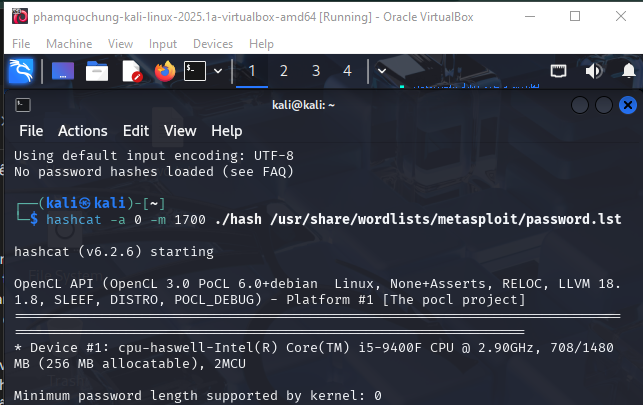 phamquochung-kali-linux-2025.1a-virtualbox-amd64 [Running] - Oracle VirtualBox
File Machine View Input Devices Help
1 2 3 4
kali@kali: ~
File Actions Edit View Help
Using default input encoding: UTF-8
No password hashes loaded (see FAQ)
┌──(kali㉿kali)-[~]
└─$ hashcat -a 0 -m 1700 ./hash /usr/share/wordlists/metasploit/password.lst
hashcat (v6.2.6) starting
OpenCL API (OpenCL 3.0 PoCL 6.0+debian  Linux, None+Asserts, RELOC, LLVM 18.
1.8, SLEEF, DISTRO, POCL_DEBUG) - Platform #1 [The pocl project]
* Device #1: cpu-haswell-Intel(R) Core(TM) i5-9400F CPU @ 2.90GHz, 708/1480
MB (256 MB allocatable), 2MCU
Minimum password length supported by kernel: 0